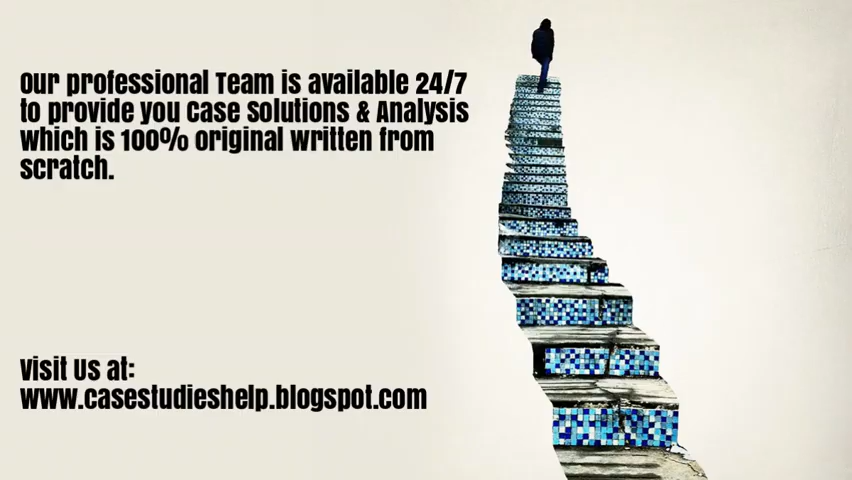 Our professional Team is available 24/7
to provide you Case Solutions & Analysis
which is 100% original written from
scratch.
Visit Us at:
www.casestudieshelp.blogspot.com